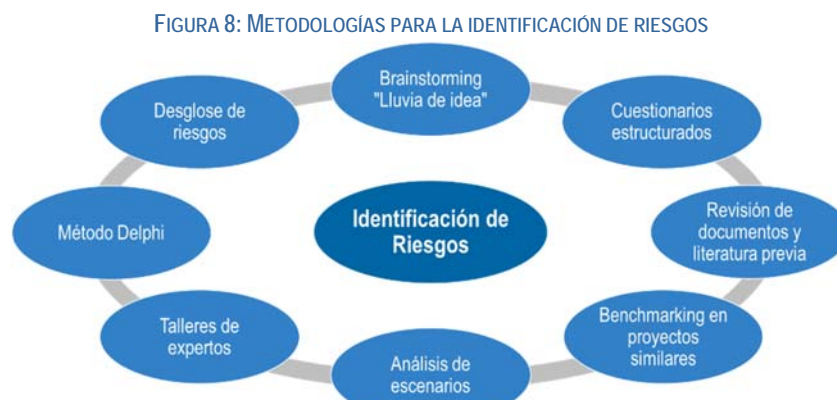 FIGURA 8: METODOLOGÍAS PARA LA IDENTIFICACIÓN DE RIESGOS
Brainstorming
"Lluvia de idea"
Desglose de
riesgos
Cuestionarios
estructurados
Método Delphi
Identificación de
Riesgos
Revisión de
documentos y
literatura previa
Talleres de
expertos
Análisis de
escenarios
Benchmarking en
proyectos
similares